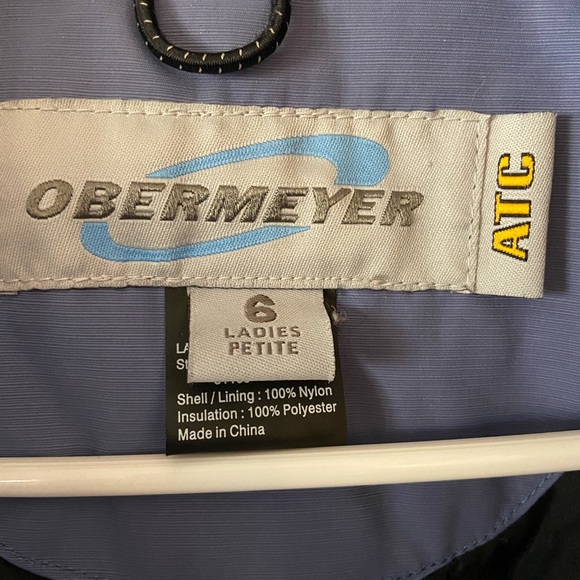 OBERMEYER
ATC
6
LADIES
PETITE
Shell / Lining : 100% Nylon
Insulation : 100% Polyester
Made in China